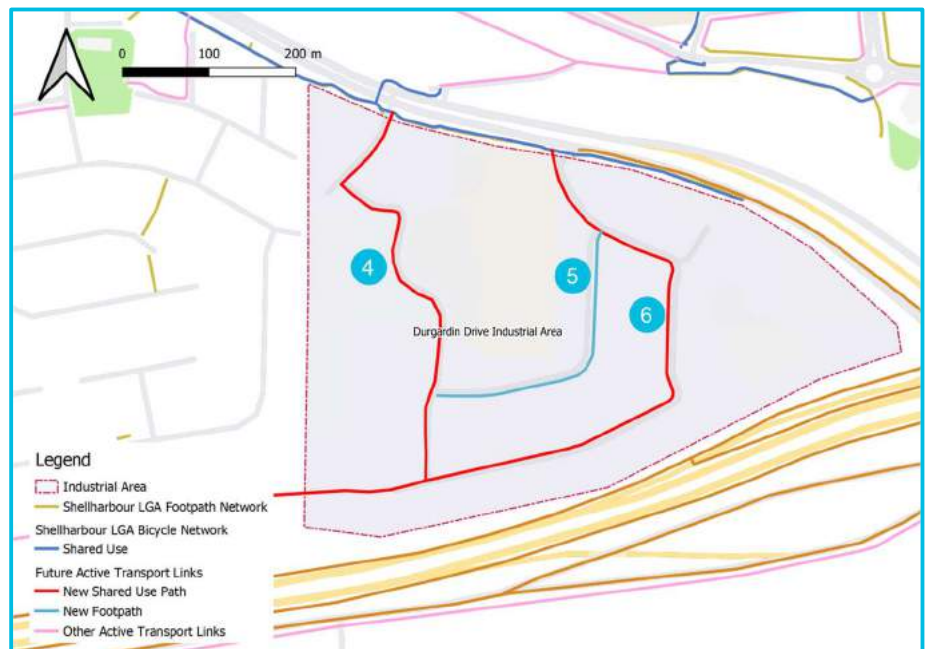 0 100 200 m
4
5
6
Durgardin Drive Industrial Area
Legend
Industrial Area
Shellharbour LGA Footpath Network
Shellharbour LGA Bicycle Network
Shared Use
Future Active Transport Links
New Shared Use Path
New Footpath
Other Active Transport Links